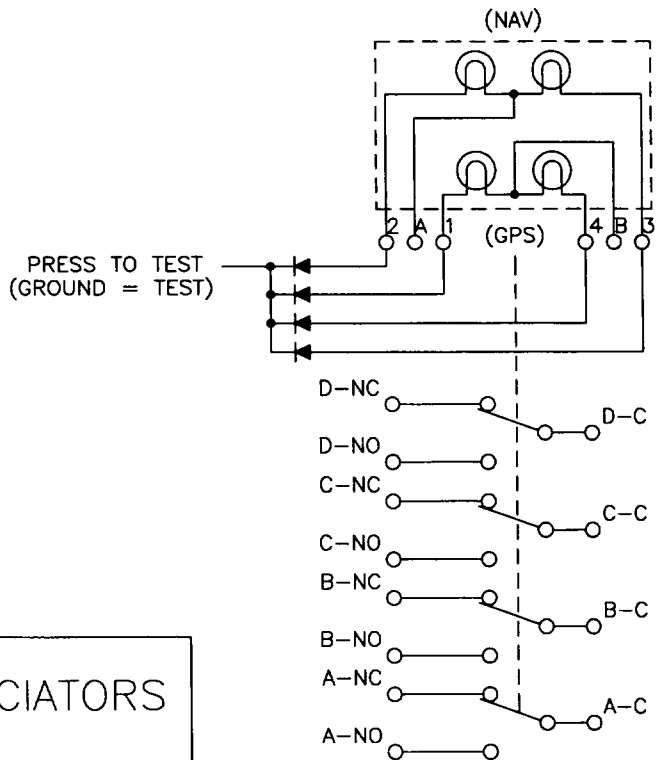 (NAV)
2 A 1 (GPS) 4 B 3
PRESS TO TEST
(GROUND = TEST)
D-NC
D-C
D-NO
C-NC
C-C
C-NO
B-NC
B-C
B-NO
A-NC
A-C
A-NO
CIATORS